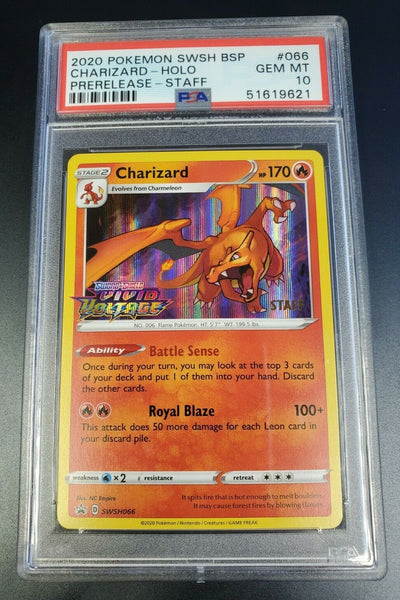 2020 POKEMON SWSH BSP #066
CHARIZARD-HOLO GEM MT
PRERELEASE-STAFF PSA 10
51619621
STAGE 2 Charizard HP 170
Evolves from Charmeleon
VIVID
VOLTAGE
STAFF
NO. 006 Flame Pokémon HT: 5'7" WT: 199.5 lbs.
Ability Battle Sense
Once during your turn, you may look at the top 3 cards
of your deck and put 1 of them into your hand. Discard
the other cards.
Royal Blaze 100+
This attack does 50 more damage for each Leon card in
your discard pile.
weakness ×2 resistance retreat
Illus. NC Empire
SWSH066
It spits fire that is hot enough to melt boulders.
It may cause forest fires by blowing flames.
©2020 Pokémon / Nintendo / Creatures / GAME FREAK